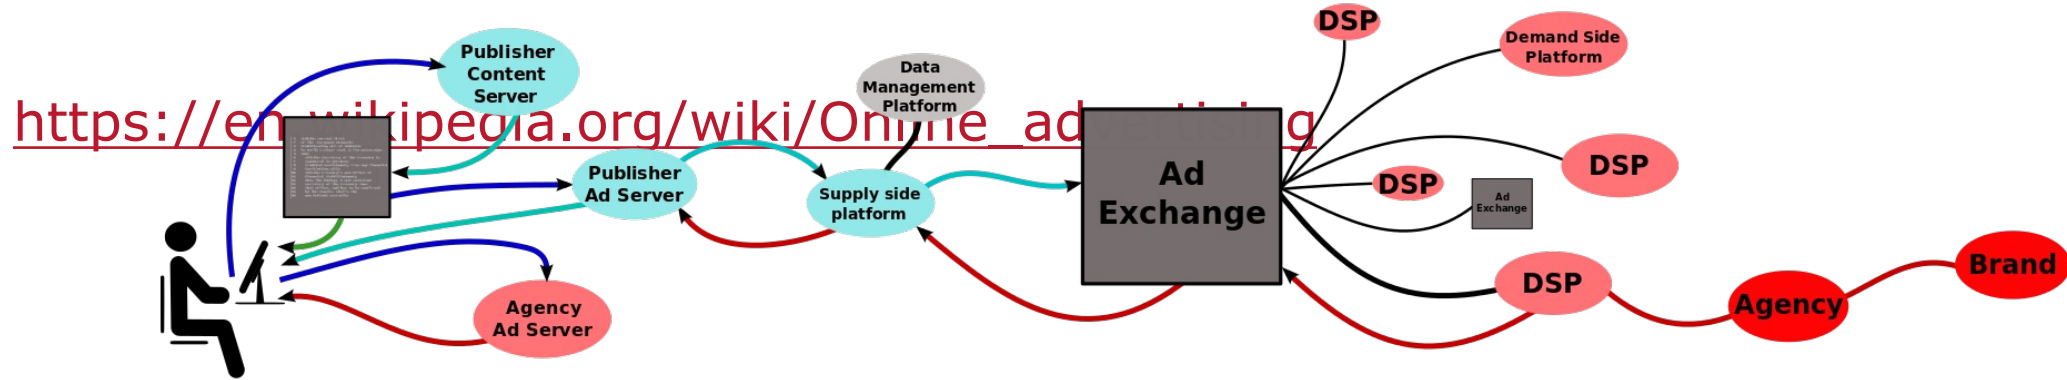 Publisher
Content
Server
https://en.wikipedia.org/wiki/Online_advertising
Publisher
Ad Server
Agency
Ad Server
Data
Management
Platform
Supply side
platform
Ad
Exchange
DSP
Demand Side
Platform
DSP
DSP
Ad
Exchange
DSP
Agency
Brand